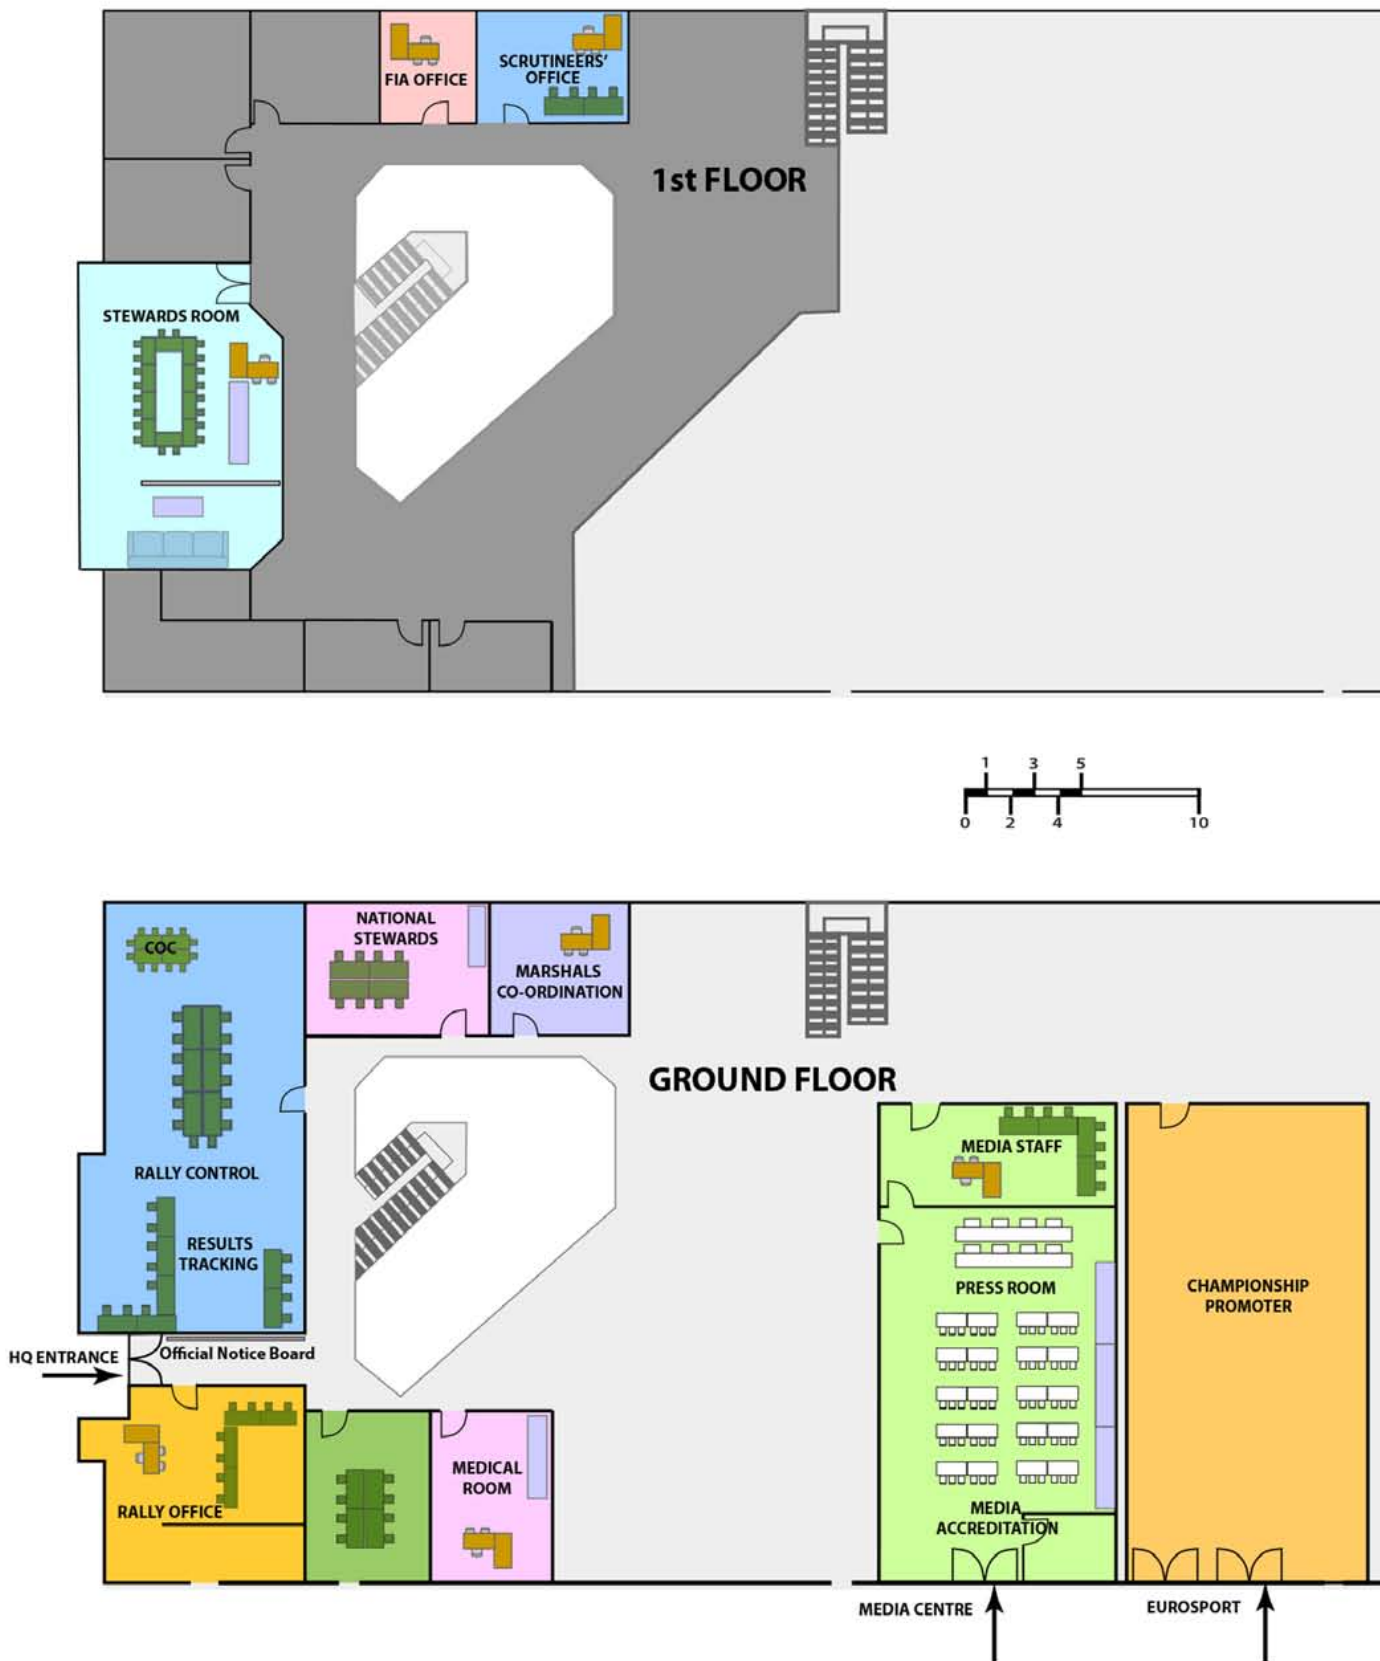 FIA OFFICE
SCRUTINEERS'
OFFICE
1st FLOOR
STEWARDS ROOM
1 3 5
0 2 4 10
COC
NATIONAL
STEWARDS
MARSHALS
CO-ORDINATION
GROUND FLOOR
RALLY CONTROL
RESULTS
TRACKING
MEDIA STAFF
PRESS ROOM
CHAMPIONSHIP
PROMOTER
HQ ENTRANCE
Official Notice Board
MEDICAL
ROOM
RALLY OFFICE
MEDIA
ACCREDITATION
MEDIA CENTRE
EUROSPORT